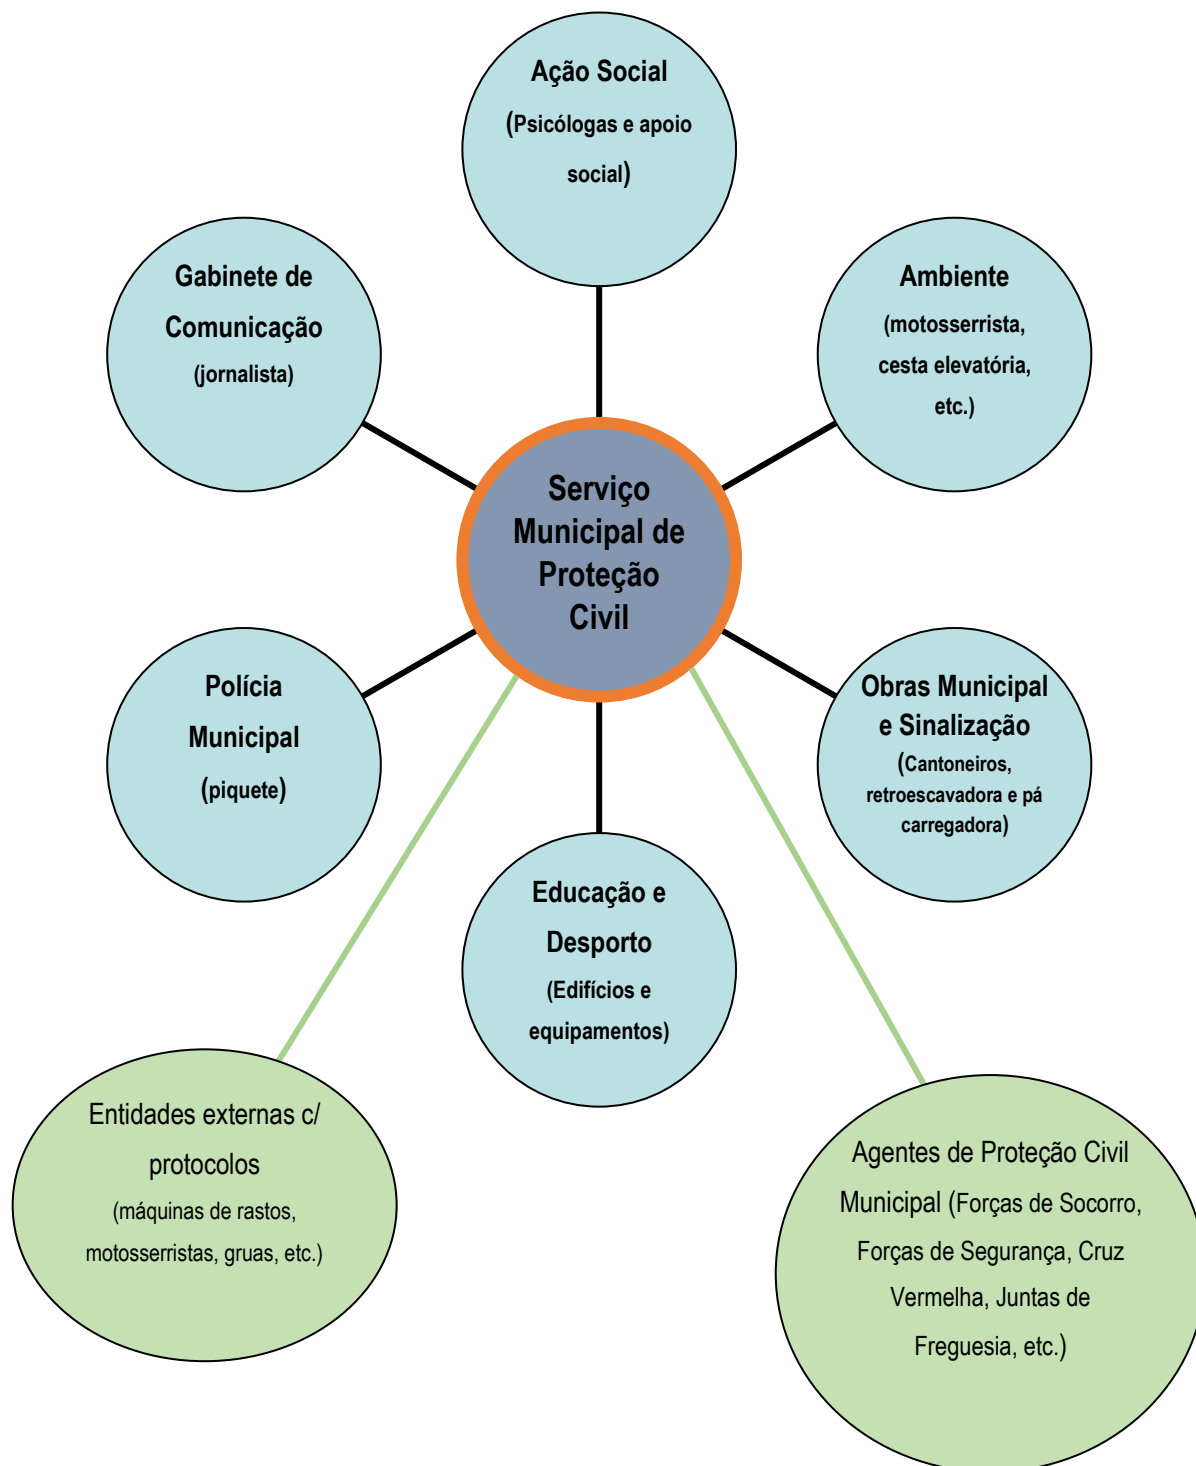 Ação Social
(Psicólogas e apoio
social)
Gabinete de
Comunicação
(jornalista)
Ambiente
(motosserrista,
cesta elevatória,
etc.)
Serviço
Municipal de
Proteção
Civil
Polícia
Municipal
(piquete)
Obras Municipal
e Sinalização
(Cantoneiros,
retroescavadora e pá
carregadora)
Educação e
Desporto
(Edifícios e
equipamentos)
Entidades externas c/
protocolos
(máquinas de rastos,
motosserristas, gruas, etc.)
Agentes de Proteção Civil
Municipal (Forças de Socorro,
Forças de Segurança, Cruz
Vermelha, Juntas de
Freguesia, etc.)